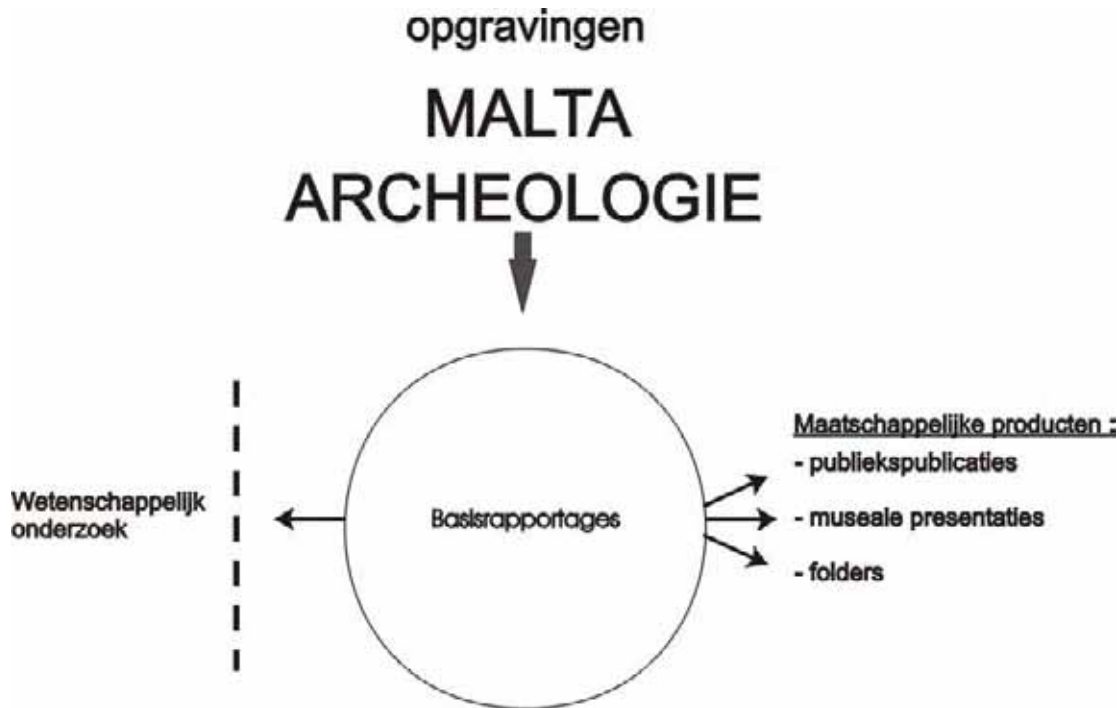 opgravingen
MALTA
ARCHEOLOGIE
Wetenschappelijk
onderzoek
Basisrapportages
Maatschappelijke producten :
- publiekspublicaties
- museale presentaties
- folders